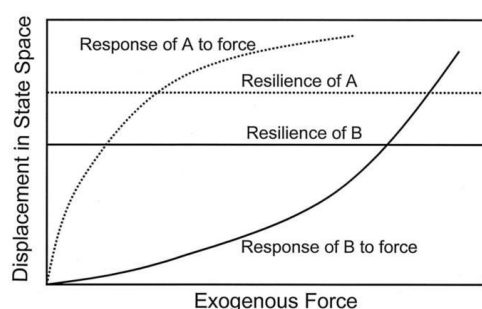 Displacement in State Space
Response of A to force
Resilience of A
Resilience of B
Response of B to force
Exogenous Force